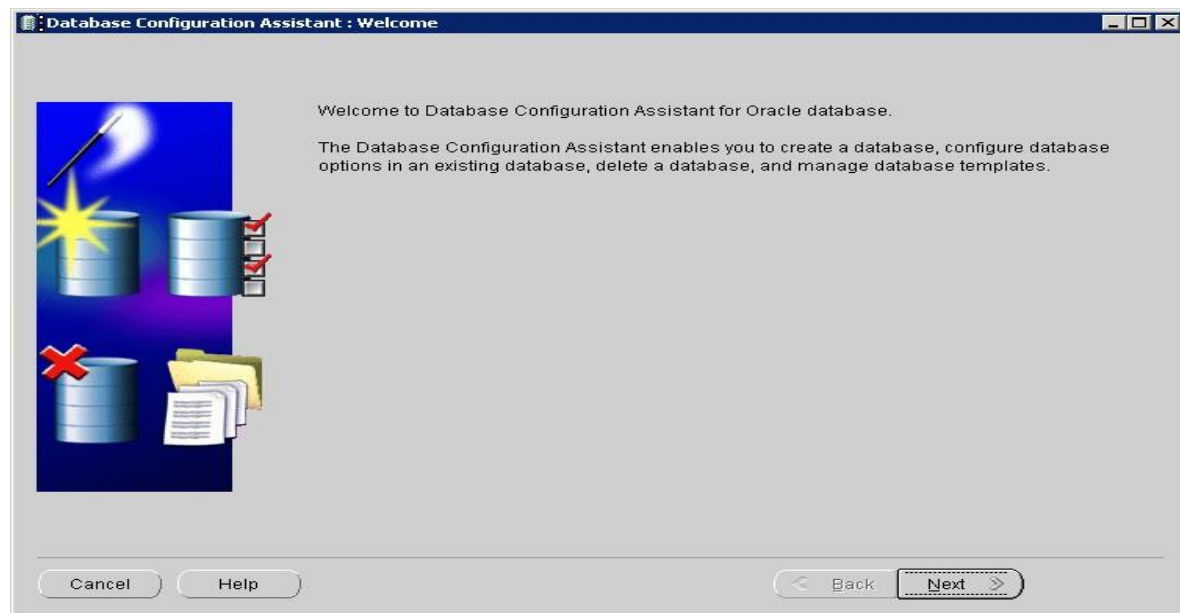 Database Configuration Assistant : Welcome
Welcome to Database Configuration Assistant for Oracle database.
The Database Configuration Assistant enables you to create a database, configure database
options in an existing database, delete a database, and manage database templates.
Cancel
Help
Back
Next